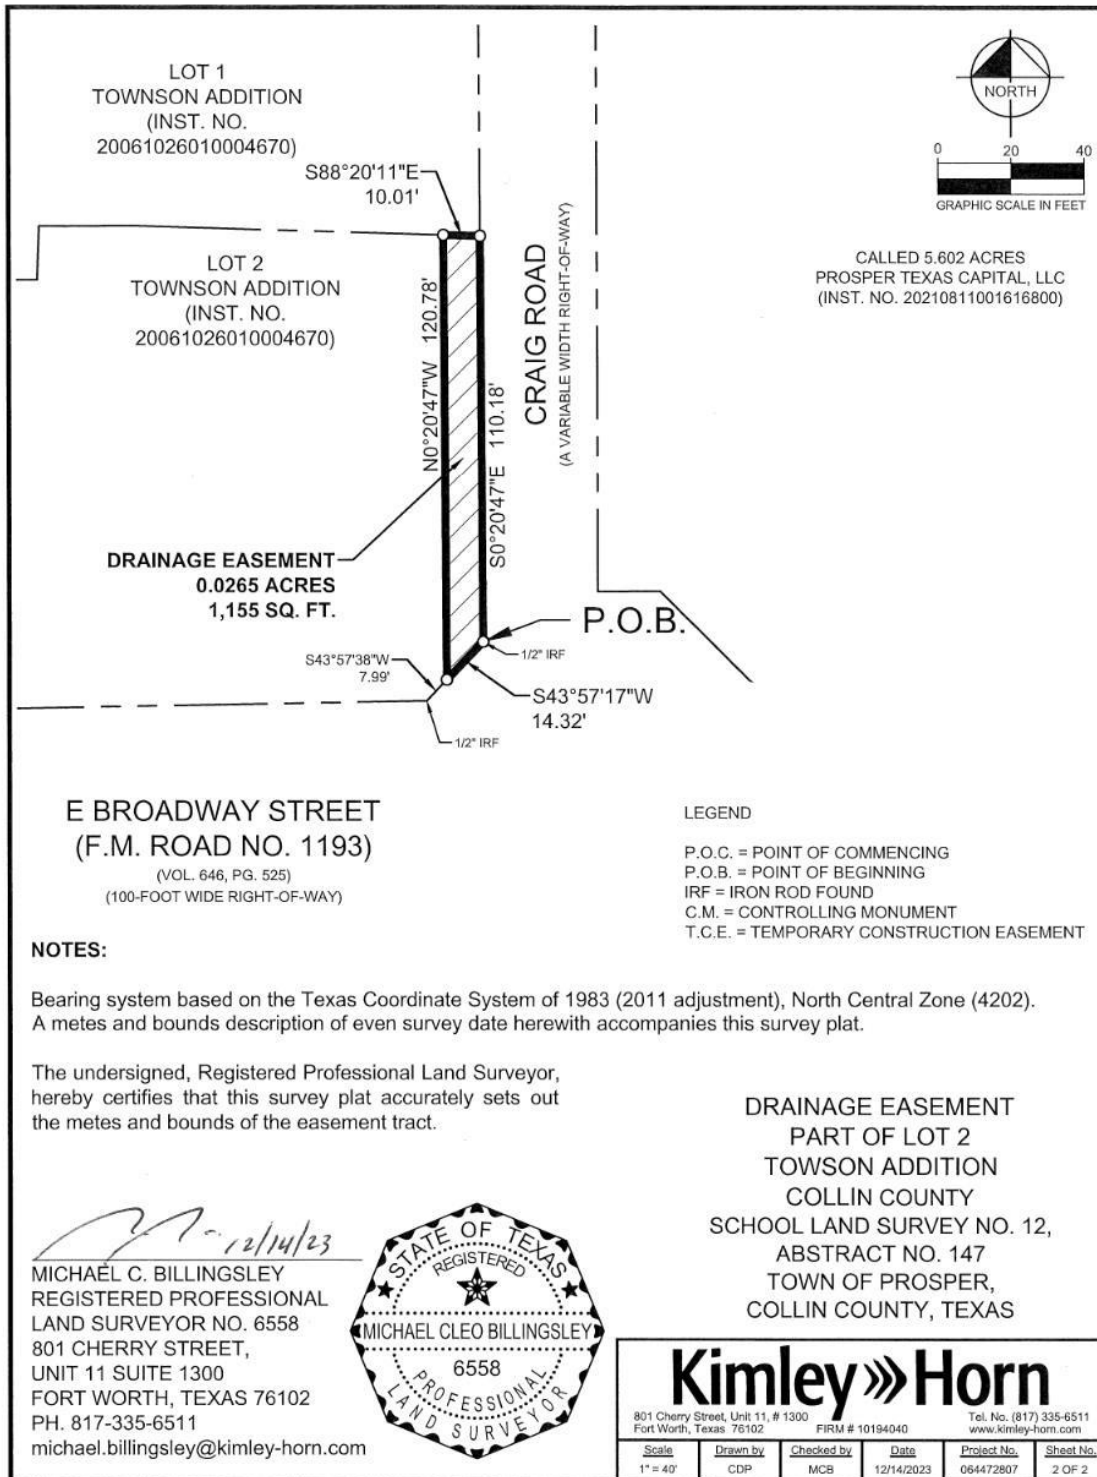 LOT 1
TOWNSON ADDITION
(INST. NO.
20061026010004670)
S88°20'11"E
10.01'
NORTH
0 20 40
GRAPHIC SCALE IN FEET
CALLED 5.602 ACRES
PROSPER TEXAS CAPITAL, LLC
(INST. NO. 20210811001616800)
LOT 2
TOWNSON ADDITION
(INST. NO.
20061026010004670)
N0°20'47"W 120.78'
S0°20'47"E 110.18'
CRAIG ROAD
(A VARIABLE WIDTH RIGHT-OF-WAY)
DRAINAGE EASEMENT
0.0265 ACRES
1,155 SQ. FT.
P.O.B.
1/2" IRF
S43°57'38"W
7.99'
S43°57'17"W
14.32'
1/2" IRF
E BROADWAY STREET
(F.M. ROAD NO. 1193)
(VOL. 646, PG. 525)
(100-FOOT WIDE RIGHT-OF-WAY)
LEGEND
P.O.C. = POINT OF COMMENCING
P.O.B. = POINT OF BEGINNING
IRF = IRON ROD FOUND
C.M. = CONTROLLING MONUMENT
T.C.E. = TEMPORARY CONSTRUCTION EASEMENT
NOTES:
Bearing system based on the Texas Coordinate System of 1983 (2011 adjustment), North Central Zone (4202).
A metes and bounds description of even survey date herewith accompanies this survey plat.
The undersigned, Registered Professional Land Surveyor,
hereby certifies that this survey plat accurately sets out
the metes and bounds of the easement tract.
12/14/23
MICHAEL C. BILLINGSLEY
REGISTERED PROFESSIONAL
LAND SURVEYOR NO. 6558
801 CHERRY STREET,
UNIT 11 SUITE 1300
FORT WORTH, TEXAS 76102
PH. 817-335-6511
michael.billingsley@kimley-horn.com
STATE OF TEXAS
REGISTERED
MICHAEL CLEO BILLINGSLEY
6558
PROFESSIONAL
LAND SURVEYOR
DRAINAGE EASEMENT
PART OF LOT 2
TOWSON ADDITION
COLLIN COUNTY
SCHOOL LAND SURVEY NO. 12,
ABSTRACT NO. 147
TOWN OF PROSPER,
COLLIN COUNTY, TEXAS
Kimley»Horn
801 Cherry Street, Unit 11, # 1300
Fort Worth, Texas 76102 FIRM # 10194040
Tel. No. (817) 335-6511
www.kimley-horn.com
Scale Drawn by Checked by Date Project No. Sheet No.
1" = 40' CDP MCB 12/14/2023 064472807 2 OF 2